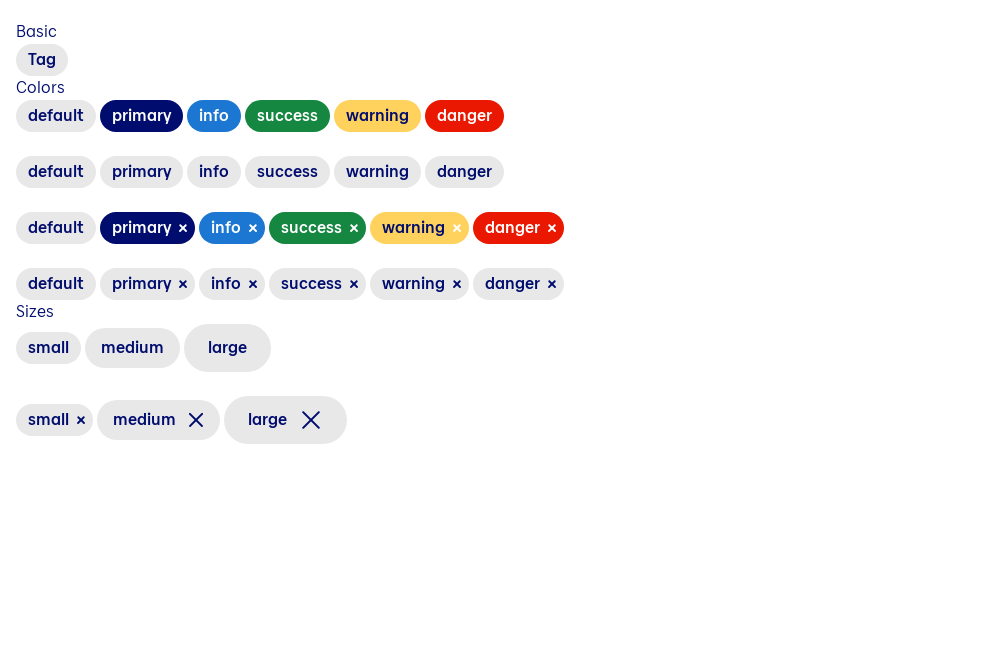 Basic
Tag
Colors
default primary info success warning danger
default primary info success warning danger
default primary × info × success × warning × danger ×
default primary × info × success × warning × danger ×
Sizes
small medium large
small × medium × large ×